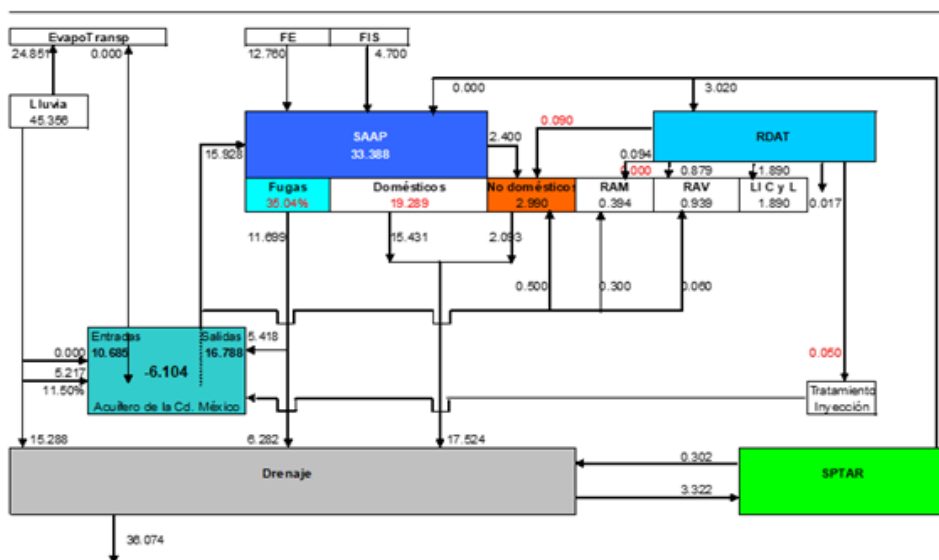 EvapoTransp
24.851
0.000
FE
FIS
12.760
4.700
Lluvia
45.356
0.000
3.020
SAAP
33.388
15.928
2.400
0.090
RDAT
0.094
0.000
0.879
1.890
Fugas
35.04%
Domésticos
19.289
No domésticos
2.990
RAM
0.394
RAV
0.939
LI C y L
1.890
0.017
11.699
15.431
2.093
0.500
0.300
0.060
Entradas
10.685
Salidas
16.788
-6.104
Acuífero de la Cd. México
5.418
0.000
5.217
11.50%
0.050
Tratamiento
Inyección
15.288
6.282
17.524
Drenaje
0.302
3.322
SPTAR
36.074